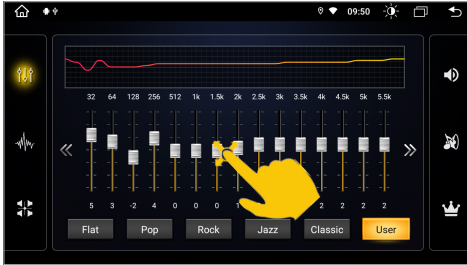 09:50
32 64 128 256 512 1k 1.5k 2k 2.5k 3k 3.5k 4k 4.5k 5k 5.5k
5 3 -2 4 0 0 0 1 2 2 2 2
Flat Pop Rock Jazz Classic User